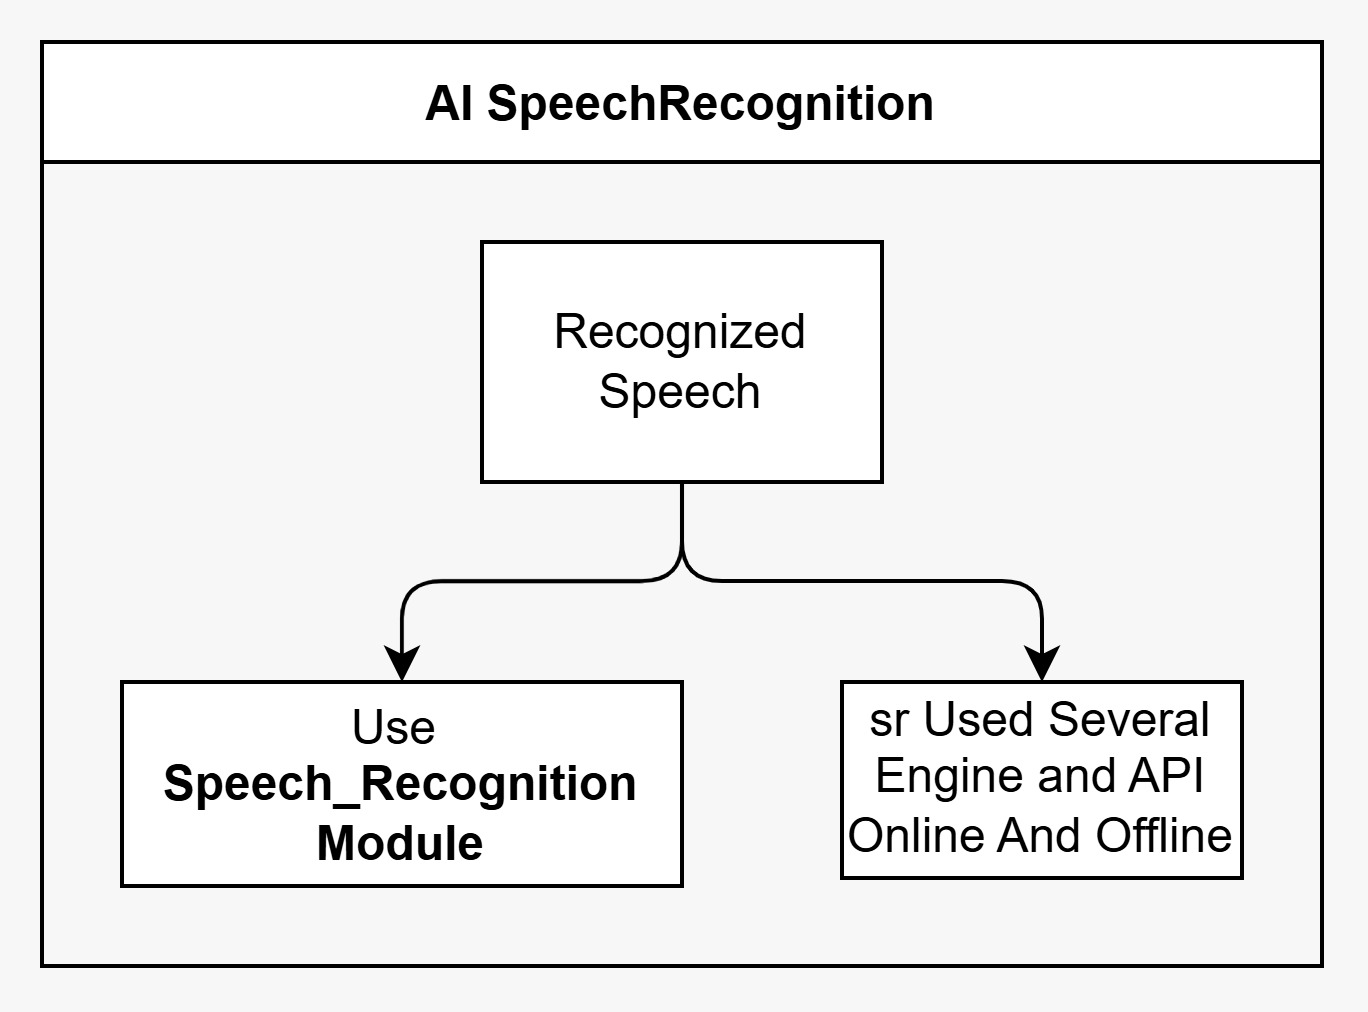 AI SpeechRecognition
Recognized
Speech
Use
Speech_Recognition
Module
sr Used Several
Engine and API
Online And Offline